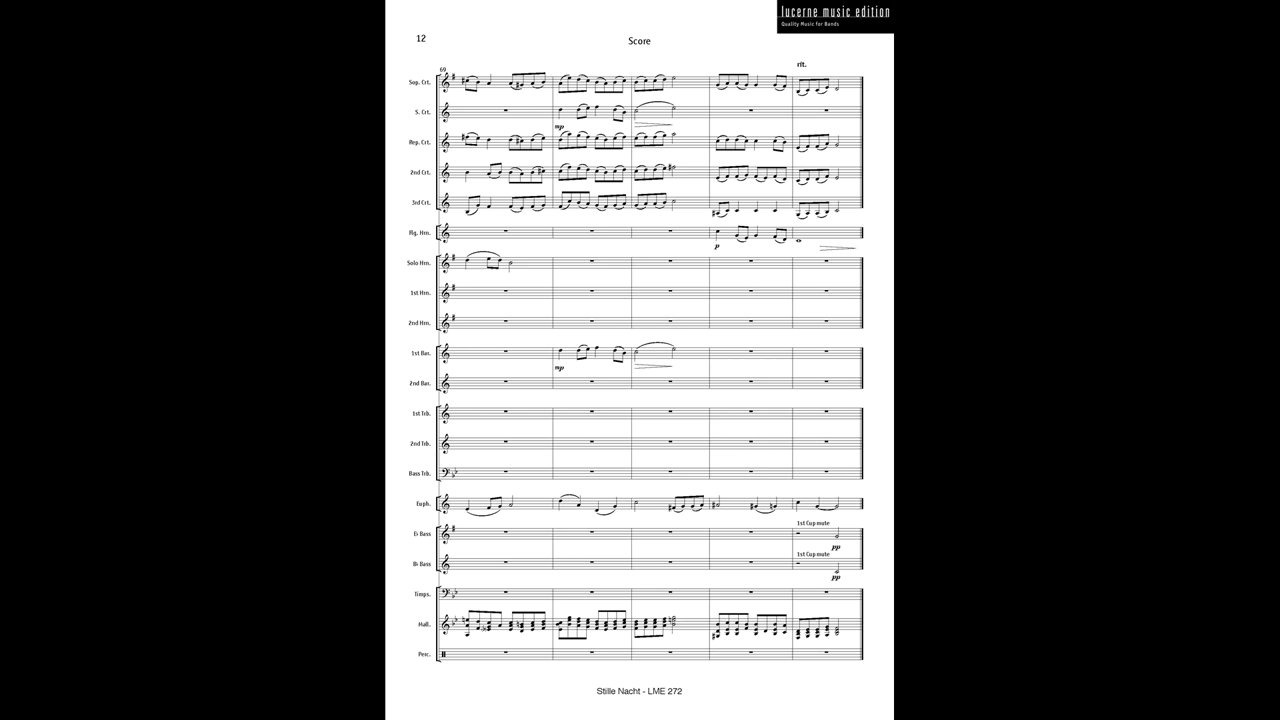 lucerne music edition
Quality Music for Bands
12
Score
rit.
69
Sop. Crt.
S. Crt.
mp
Rep. Crt.
2nd Crt.
3rd Crt.
Flg. Hrn.
p
Solo Hrn.
1st Hrn.
2nd Hrn.
1st Bar.
mp
2nd Bar.
1st Trb.
2nd Trb.
Bass Trb.
Euph.
1st Cup mute
E♭ Bass
pp
1st Cup mute
B♭ Bass
pp
Timps.
Mall.
Perc.
Stille Nacht - LME 272